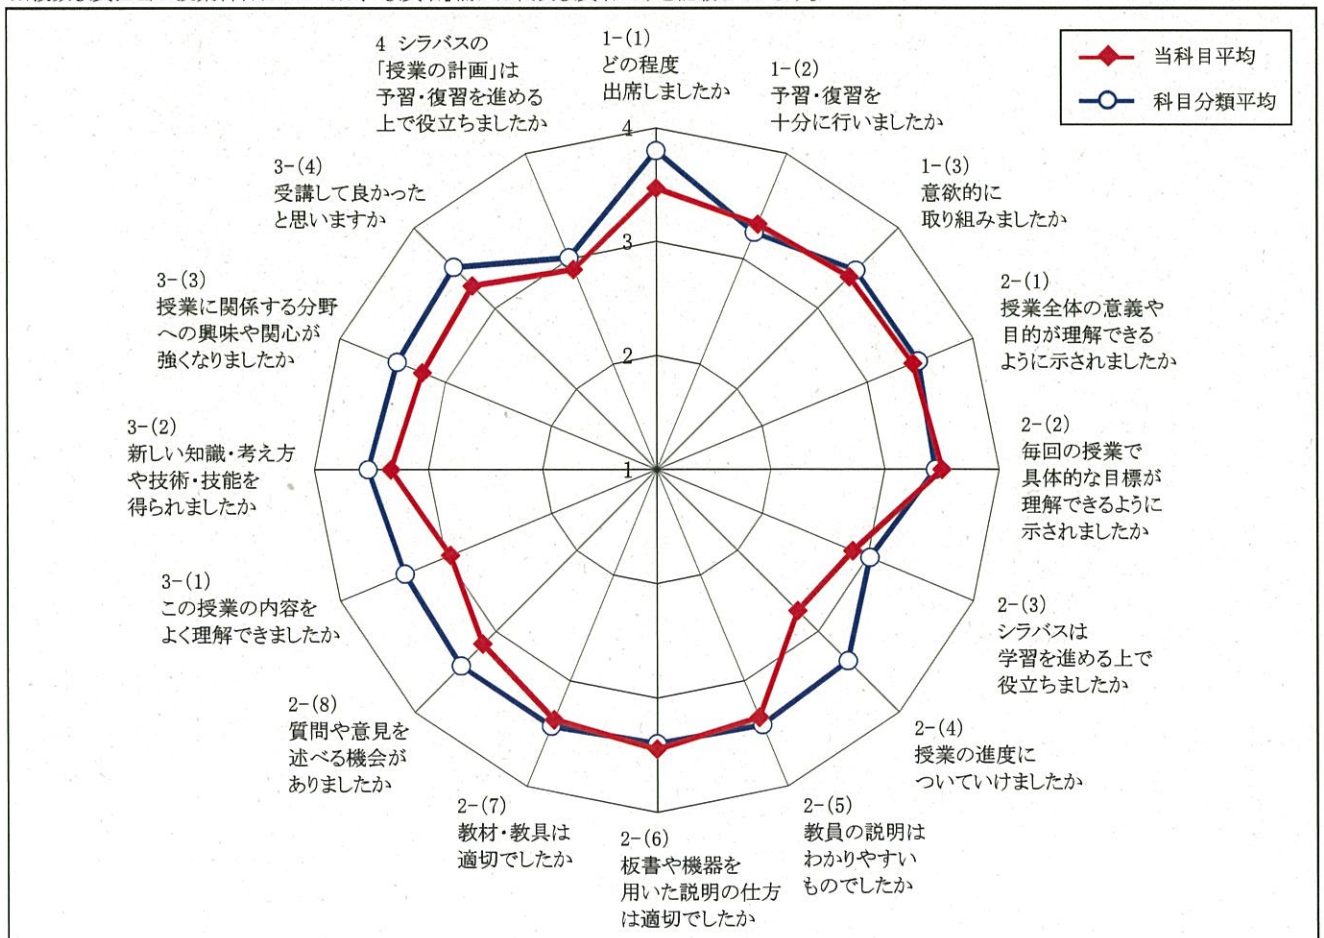 当科目平均
科目分類平均
1-(1)
どの程度
出席しましたか
1-(2)
予習・復習を
十分に行いましたか
1-(3)
意欲的に
取り組みましたか
2-(1)
授業全体の意義や
目的が理解できる
ように示されましたか
2-(2)
毎回の授業で
具体的な目標が
理解できるように
示されましたか
2-(3)
シラバスは
学習を進める上で
役立ちましたか
2-(4)
授業の進度に
ついていけましたか
2-(5)
教員の説明は
わかりやすい
ものでしたか
2-(6)
板書や機器を
用いた説明の仕方
は適切でしたか
2-(7)
教材・教具は
適切でしたか
2-(8)
質問や意見を
述べる機会が
ありましたか
3-(1)
この授業の内容を
よく理解できましたか
3-(2)
新しい知識・考え方
や技術・技能を
得られましたか
3-(3)
授業に関係する分野
への興味や関心が
強くなりましたか
3-(4)
受講して良かった
と思いますか
4 シラバスの
「授業の計画」は
予習・復習を進める
上で役立ちましたか
4
3
2
1